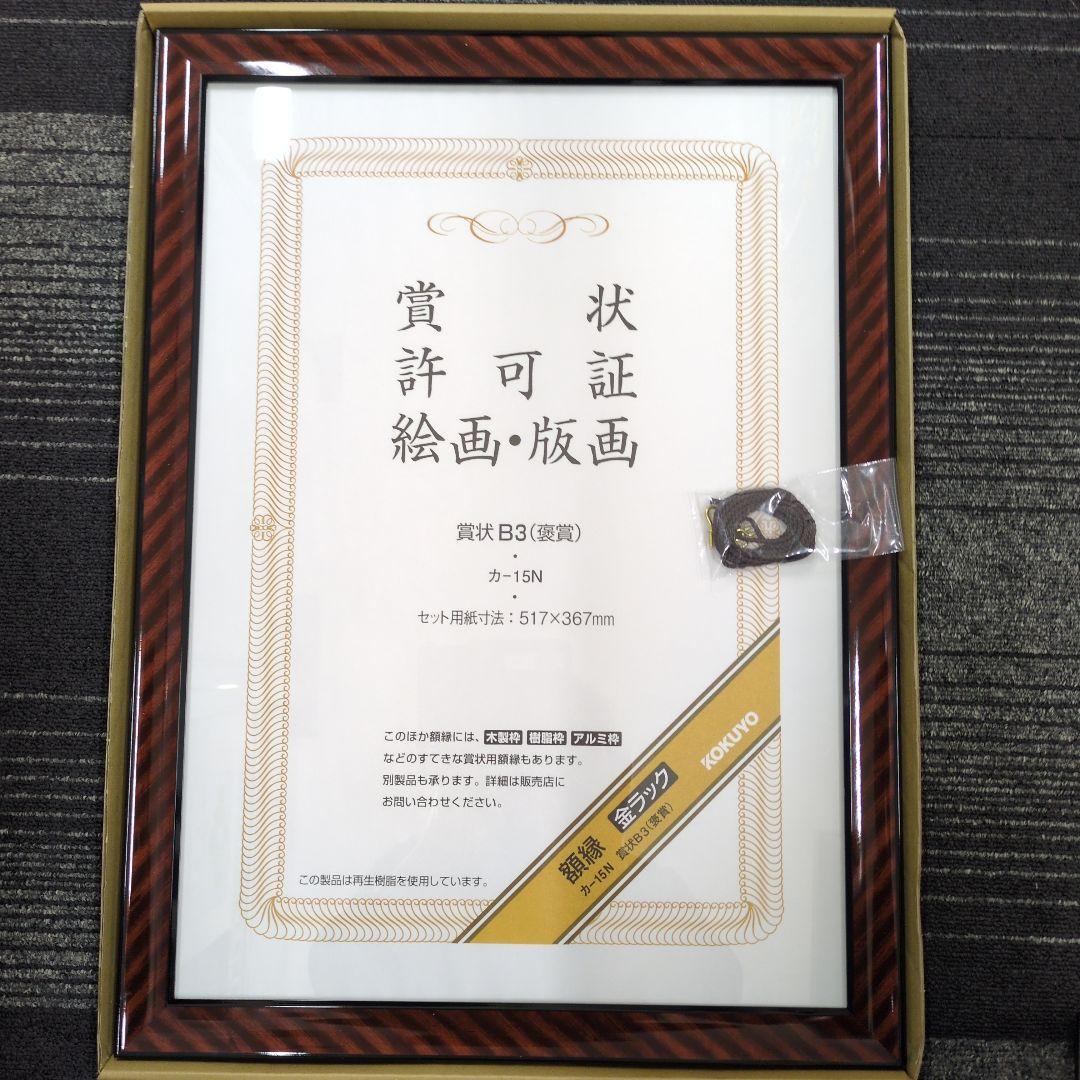 賞状
許可証
絵画・版画
賞状B3(褒賞)
・
カ-15N
・
セット用紙寸法：517×367mm
このほか額縁には、木製枠 樹脂枠 アルミ枠
などのすてきな賞状用額縁もあります。
別製品も承ります。詳細は販売店に
お問い合わせください。
この製品は再生樹脂を使用しています。
額縁 金ラック
カ-15N 賞状B3(褒賞)
KOKUYO